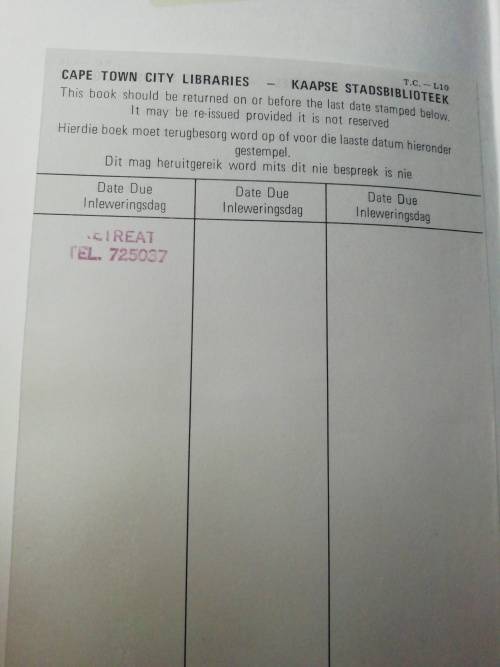 T.C. – L10
CAPE TOWN CITY LIBRARIES – KAAPSE STADSBIBLIOTEEK
This book should be returned on or before the last date stamped below.
It may be re-issued provided it is not reserved
Hierdie boek moet terugbesorg word op of voor die laaste datum hieronder
gestempel.
Dit mag heruitgereik word mits dit nie bespreek is nie
Date Due
Inleweringsdag
Date Due
Inleweringsdag
Date Due
Inleweringsdag
RETREAT
TEL. 725037